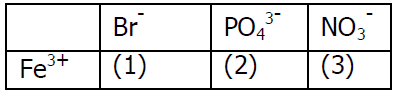 Br⁻ PO₄³⁻ NO₃⁻
Fe³⁺ (1) (2) (3)